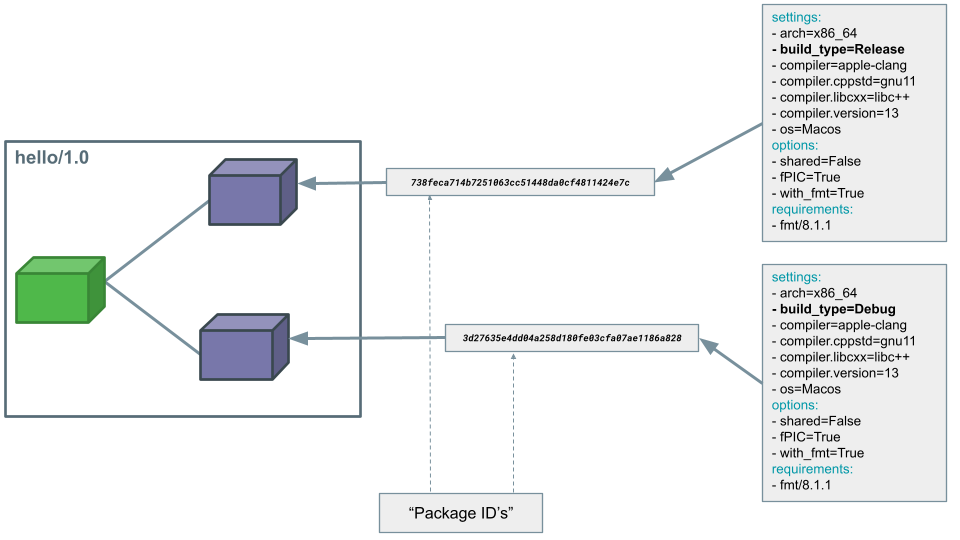 settings:
- arch=x86_64
- build_type=Release
- compiler=apple-clang
- compiler.cppstd=gnu11
- compiler.libcxx=libc++
- compiler.version=13
- os=Macos
options:
- shared=False
- fPIC=True
- with_fmt=True
requirements:
- fmt/8.1.1
hello/1.0
738feca714b7251063cc51448da0cf4811424e7c
settings:
- arch=x86_64
- build_type=Debug
- compiler=apple-clang
- compiler.cppstd=gnu11
- compiler.libcxx=libc++
- compiler.version=13
- os=Macos
options:
- shared=False
- fPIC=True
- with_fmt=True
requirements:
- fmt/8.1.1
3d27635e4dd04a258d180fe03cfa07ae1186a828
“Package ID’s”